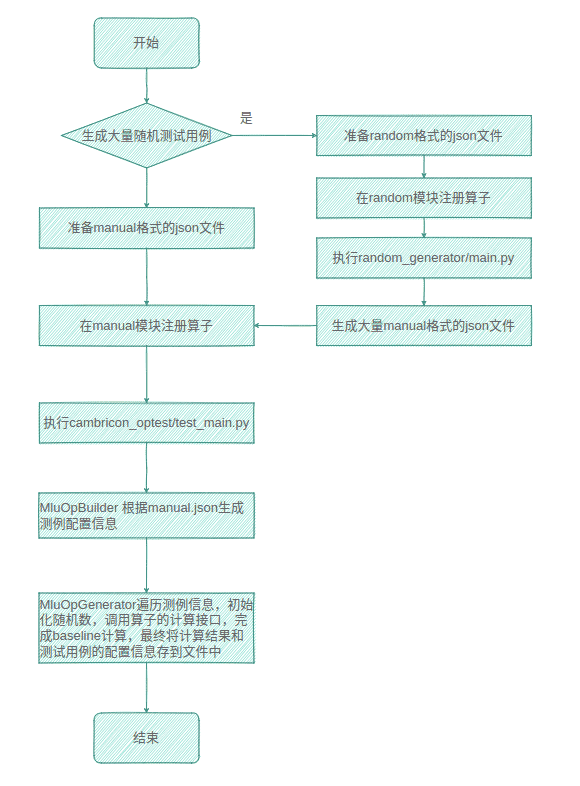 开始
生成大量随机测试用例
是
准备random格式的json文件
在random模块注册算子
执行random_generator/main.py
生成大量manual格式的json文件
准备manual格式的json文件
在manual模块注册算子
执行cambricon_optest/test_main.py
MluOpBuilder 根据manual.json生成
测例配置信息
MluOpGenerator遍历测例信息，初始
化随机数，调用算子的计算接口，完
成baseline计算，最终将计算结果和
测试用例的配置信息存到文件中
结束